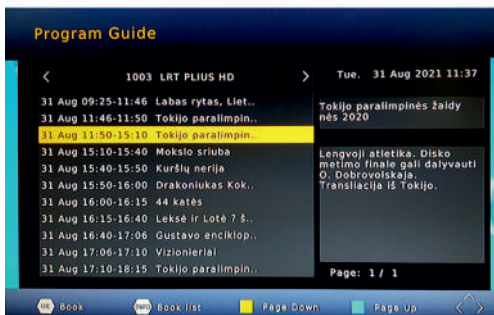 Program Guide
1003 LRT PLIUS HD
Tue. 31 Aug 2021 11:37
31 Aug 09:25-11:46 Labas rytas, Liet..
31 Aug 11:46-11:50 Tokijo paralimpin..
31 Aug 11:50-15:10 Tokijo paralimpin..
31 Aug 15:10-15:40 Mokslo sriuba
31 Aug 15:40-15:50 Kuršių nerija
31 Aug 15:50-16:00 Drakoniukas Kok..
31 Aug 16:00-16:15 44 katės
31 Aug 16:15-16:40 Leksė ir Lotė ? š..
31 Aug 16:40-17:06 Gustavo enciklop..
31 Aug 17:06-17:10 Vizionieriai
31 Aug 17:10-18:15 Tokijo paralimpin..
Tokijo paralimpinės žaidy
nės 2020
Lengvoji atletika. Disko
metimo finale gali dalyvauti
O. Dobrovolskaja.
Transliacija iš Tokijo.
Page: 1/ 1
Book
Book list
Page Down
Page Up